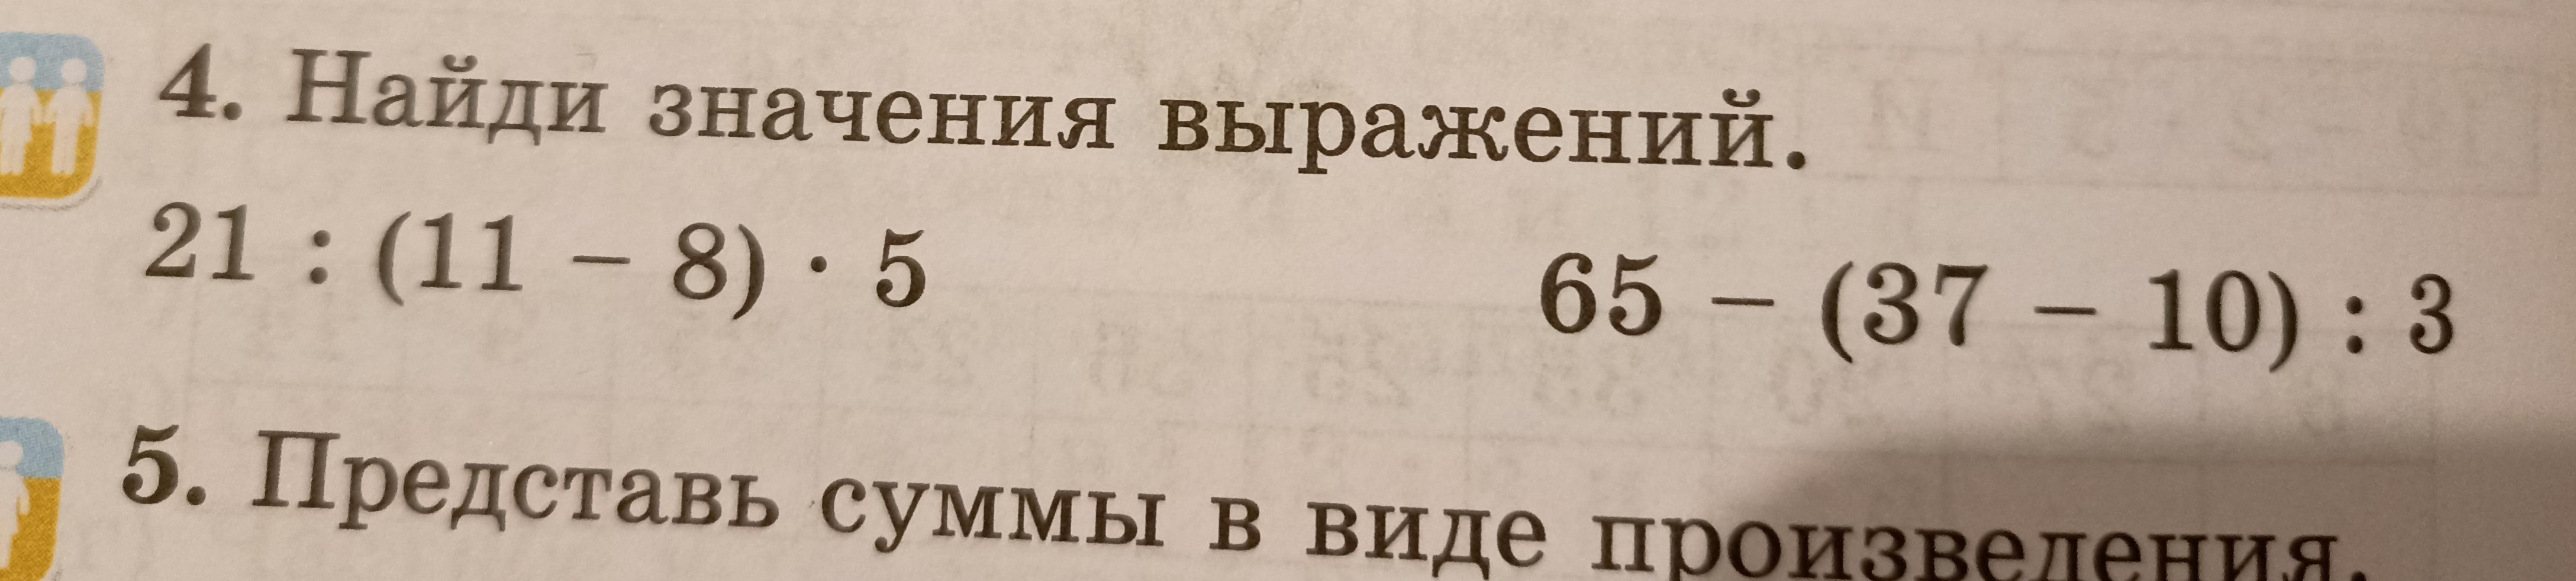 4. Найди значения выражений.
21 : (11 − 8) · 5 65 − (37 − 10) : 3
5. Представь суммы в виде произведения.